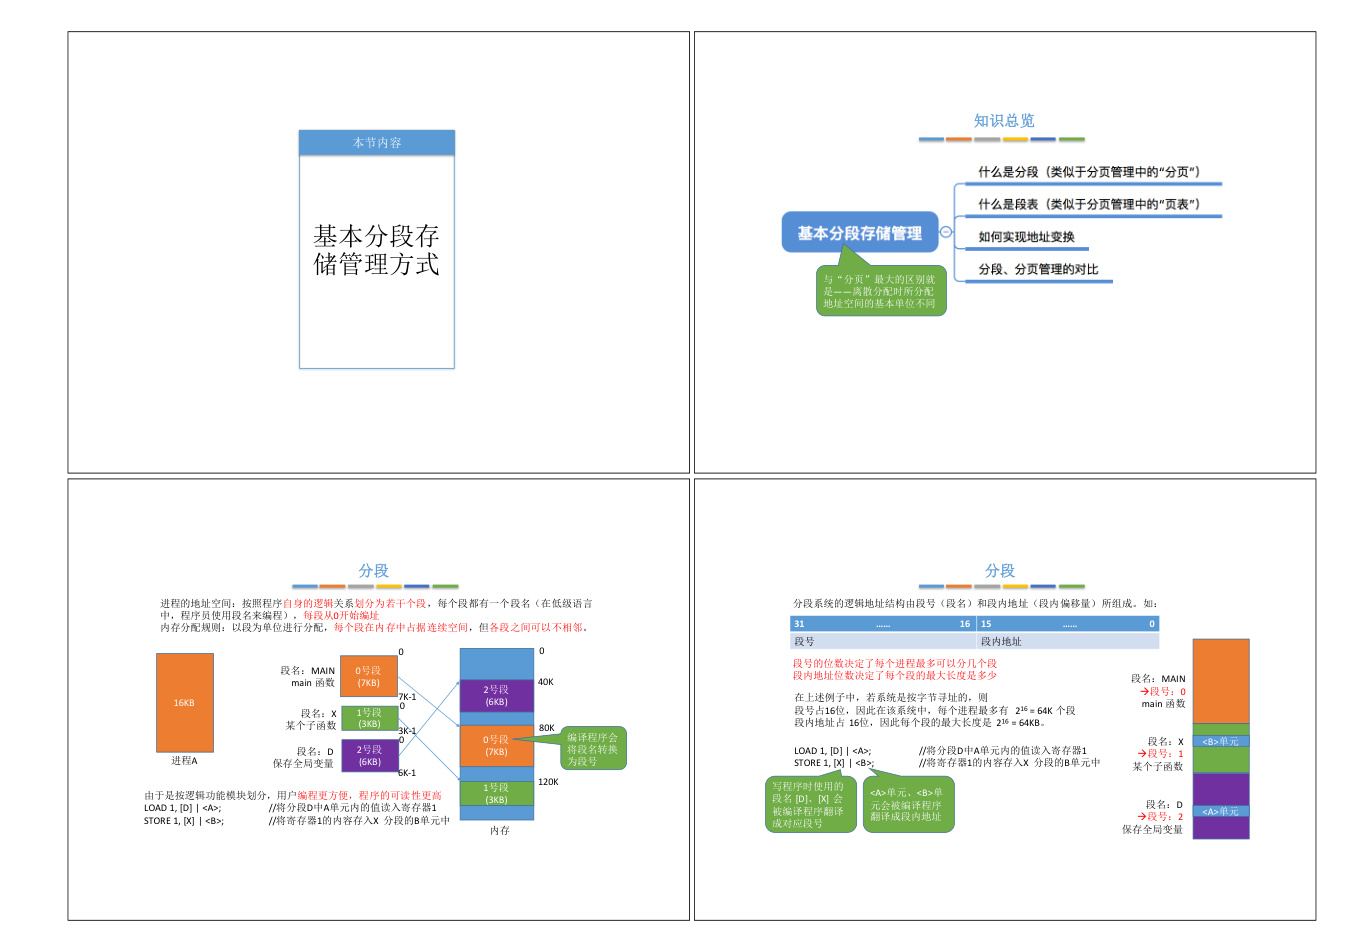 本节内容
基本分段存
储管理方式
知识总览
基本分段存储管理
什么是分段（类似于分页管理中的“分页”）
什么是段表（类似于分页管理中的“页表”）
如何实现地址变换
分段、分页管理的对比
与“分页”最大的区别就
是——离散分配时所分配
地址空间的基本单位不同
分段
进程的地址空间：按照程序自身的逻辑关系划分为若干个段，每个段都有一个段名（在低级语言
中，程序员使用段名来编程），每段从0开始编址
内存分配规则：以段为单位进行分配，每个段在内存中占据连续空间，但各段之间可以不相邻。
16KB
进程A
段名：MAIN
main 函数
0号段
(7KB)
0
7K-1
段名：X
某个子函数
1号段
(3KB)
0
3K-1
段名：D
保存全局变量
2号段
(6KB)
0
6K-1
0
2号段
(6KB)
40K
0号段
(7KB)
80K
1号段
(3KB)
120K
内存
编译程序会
将段名转换
为段号
由于是按逻辑功能模块划分，用户编程更方便，程序的可读性更高
LOAD 1, [D] | <A>; //将分段D中A单元内的值读入寄存器1
STORE 1, [X] | <B>; //将寄存器1的内容存入X 分段的B单元中
分段
分段系统的逻辑地址结构由段号（段名）和段内地址（段内偏移量）所组成。如：
31 …… 16 15 …… 0
段号 段内地址
段号的位数决定了每个进程最多可以分几个段
段内地址位数决定了每个段的最大长度是多少
在上述例子中，若系统是按字节寻址的，则
段号占16位，因此在该系统中，每个进程最多有 2¹⁶ = 64K 个段
段内地址占 16位，因此每个段的最大长度是 2¹⁶ = 64KB。
LOAD 1, [D] | <A>; //将分段D中A单元内的值读入寄存器1
STORE 1, [X] | <B>; //将寄存器1的内容存入X 分段的B单元中
写程序时使用的
段名 [D]、[X] 会
被编译程序翻译
成对应段号
<A>单元、<B>单
元会被编译程序
翻译成段内地址
段名：MAIN
→段号：0
main 函数
段名：X
→段号：1
某个子函数
<B>单元
段名：D
→段号：2
保存全局变量
<A>单元